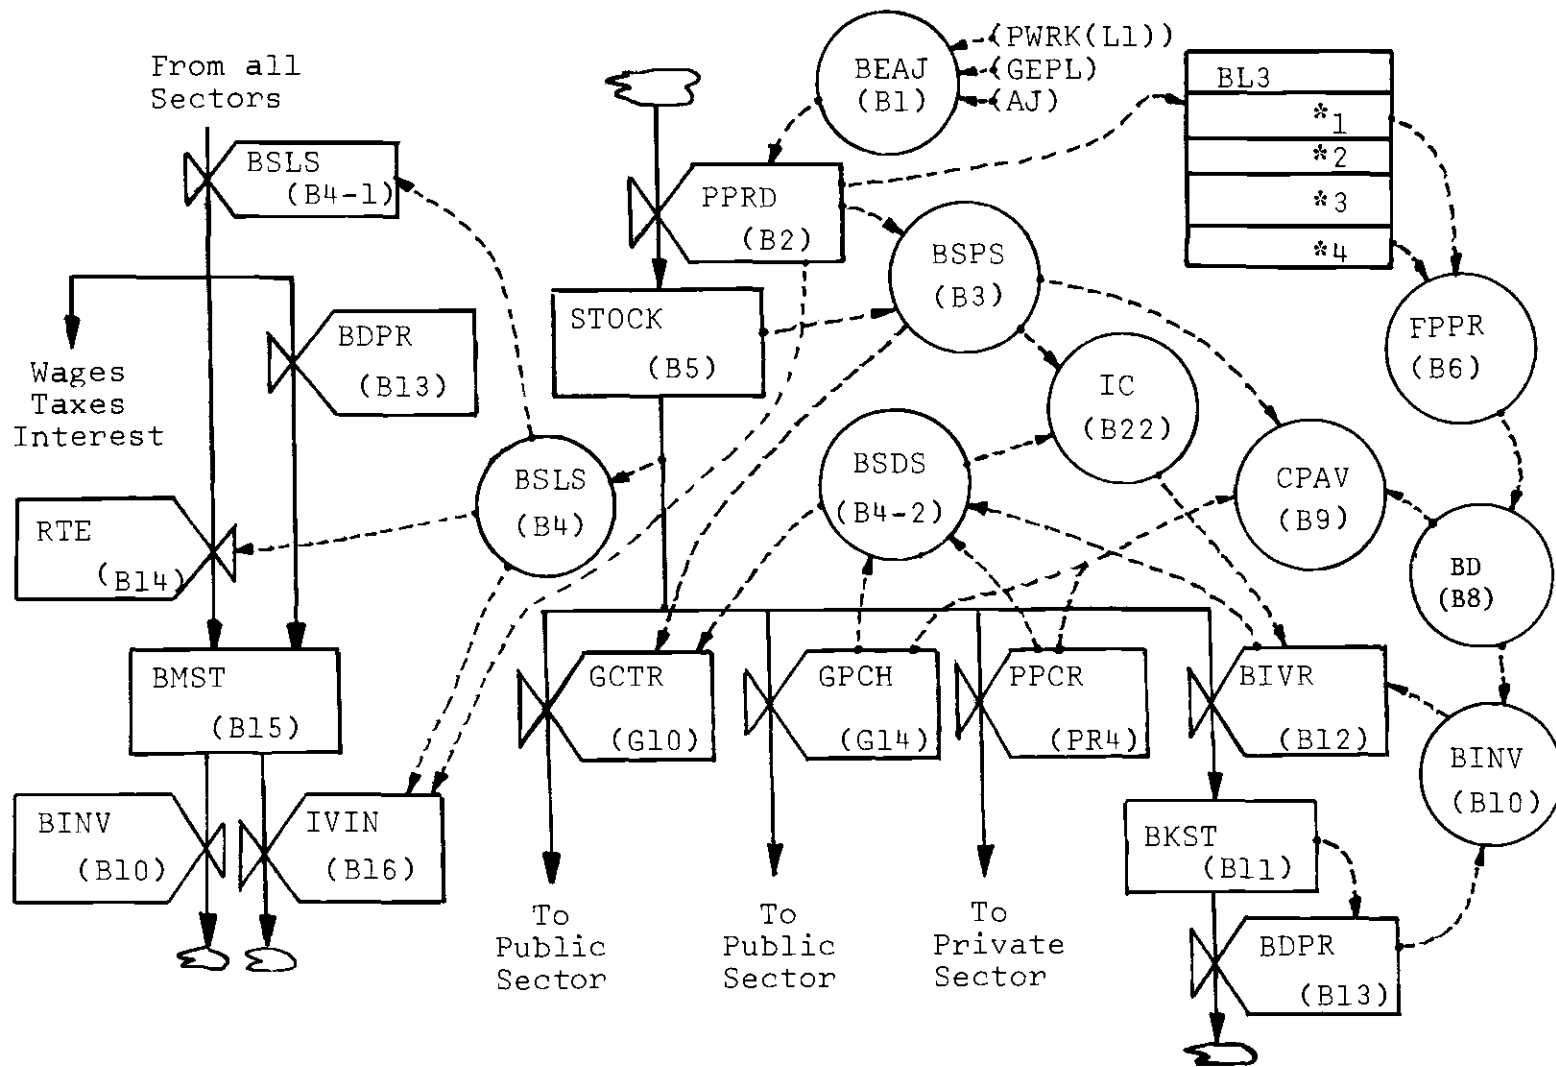 From all
Sectors
BSLS
(B4-1)
Wages
Taxes
Interest
BDPR
(B13)
RTE
(B14)
BMST
(B15)
BINV
(B10)
IVIN
(B16)
BSLS
(B4)
PPRD
(B2)
STOCK
(B5)
BEAJ
(B1)
(PWRK(L1))
(GEPL)
(AJ)
BSPS
(B3)
BSDS
(B4-2)
IC
(B22)
CPAV
(B9)
BL3
*1
*2
*3
*4
FPPR
(B6)
BD
(B8)
BINV
(B10)
GCTR
(G10)
GPCH
(G14)
PPCR
(PR4)
BIVR
(B12)
BKST
(B11)
BDPR
(B13)
To
Public
Sector
To
Public
Sector
To
Private
Sector